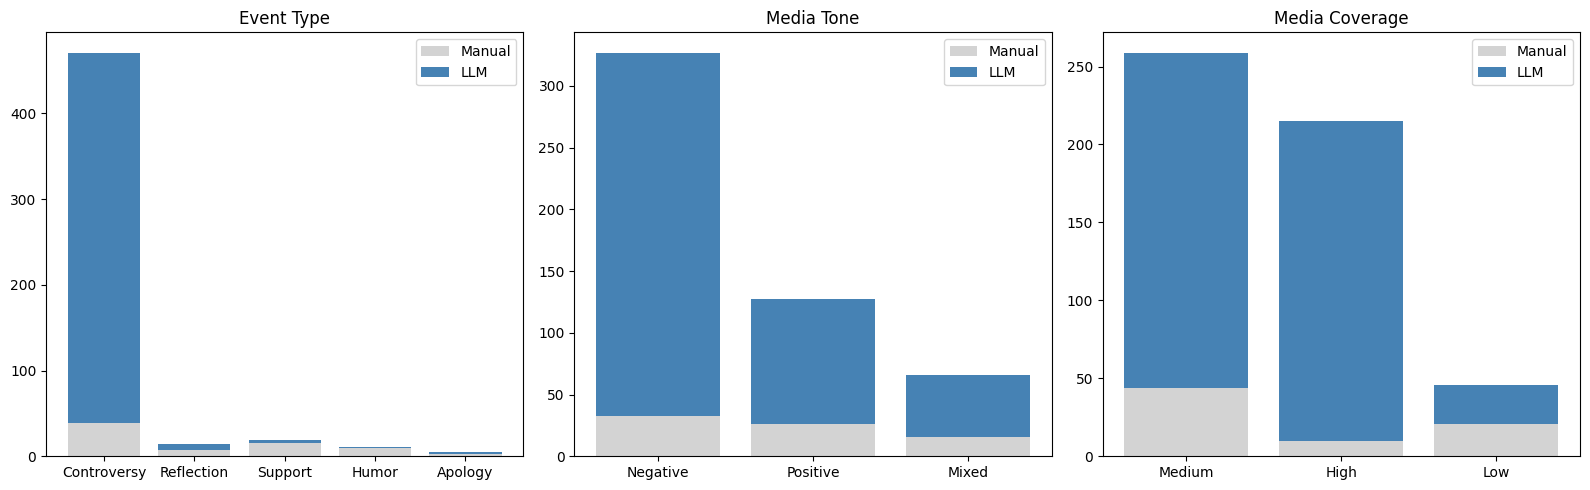 Event Type
400
300
200
100
0
Controversy Reflection Support Humor Apology
Manual
LLM
Media Tone
300
250
200
150
100
50
0
Negative Positive Mixed
Manual
LLM
Media Coverage
250
200
150
100
50
0
Medium High Low
Manual
LLM